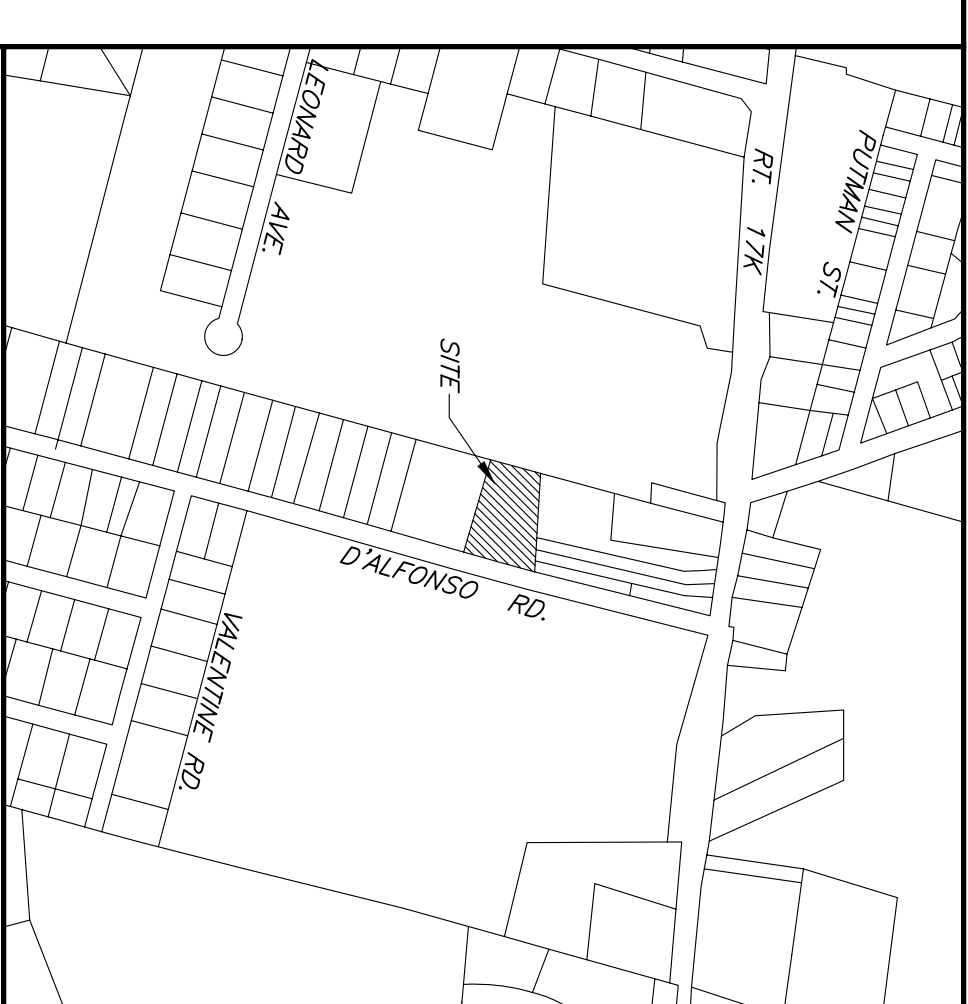 LEONARD AVE.
RT. 17K
PUTMAN ST.
SITE
D'ALFONSO RD.
VALENTINE RD.